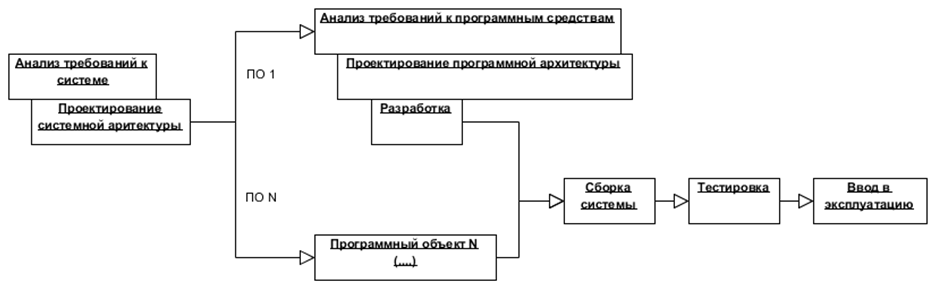 Анализ требований к программным средствам
Проектирование программной архитектуры
Разработка
ПО 1
Анализ требований к
системе
Проектирование
системной аритектуры
ПО N
Программный объект N
(....)
Сборка
системы
Тестировка
Ввод в
эксплуатацию